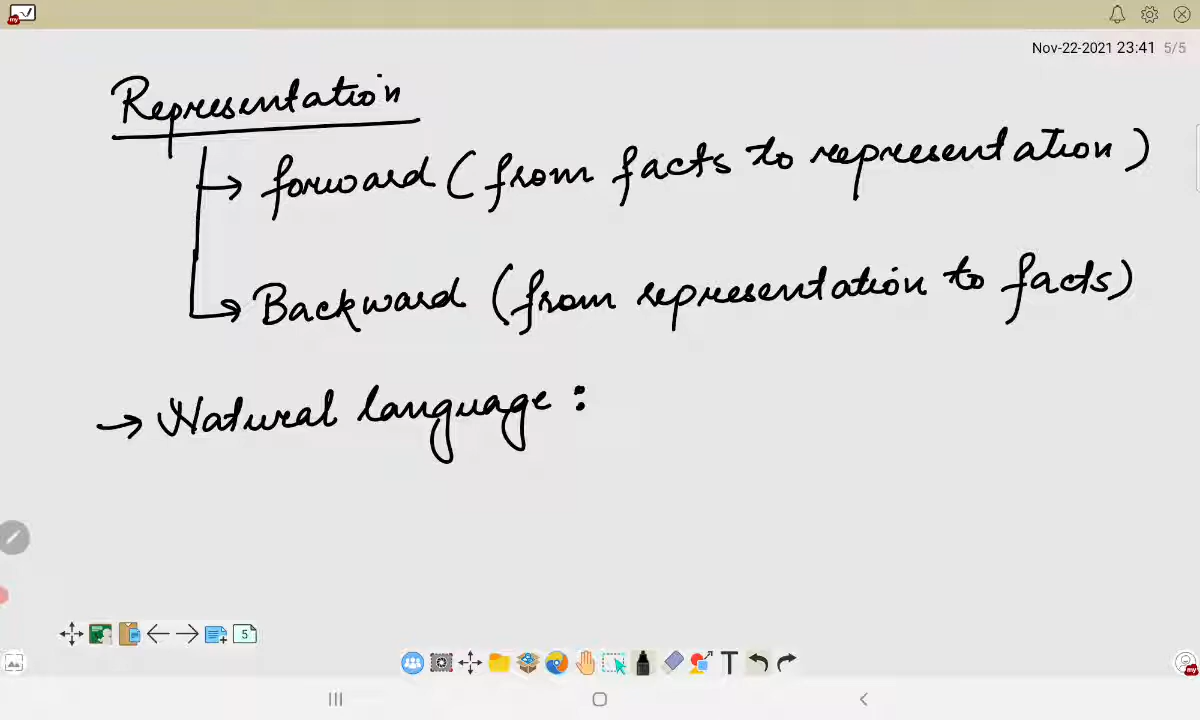 Nov-22-2021 23:41 5/5
Representation
→ forward (from facts to representation)
→ Backward (from representation to facts)
→ Natural language :
5